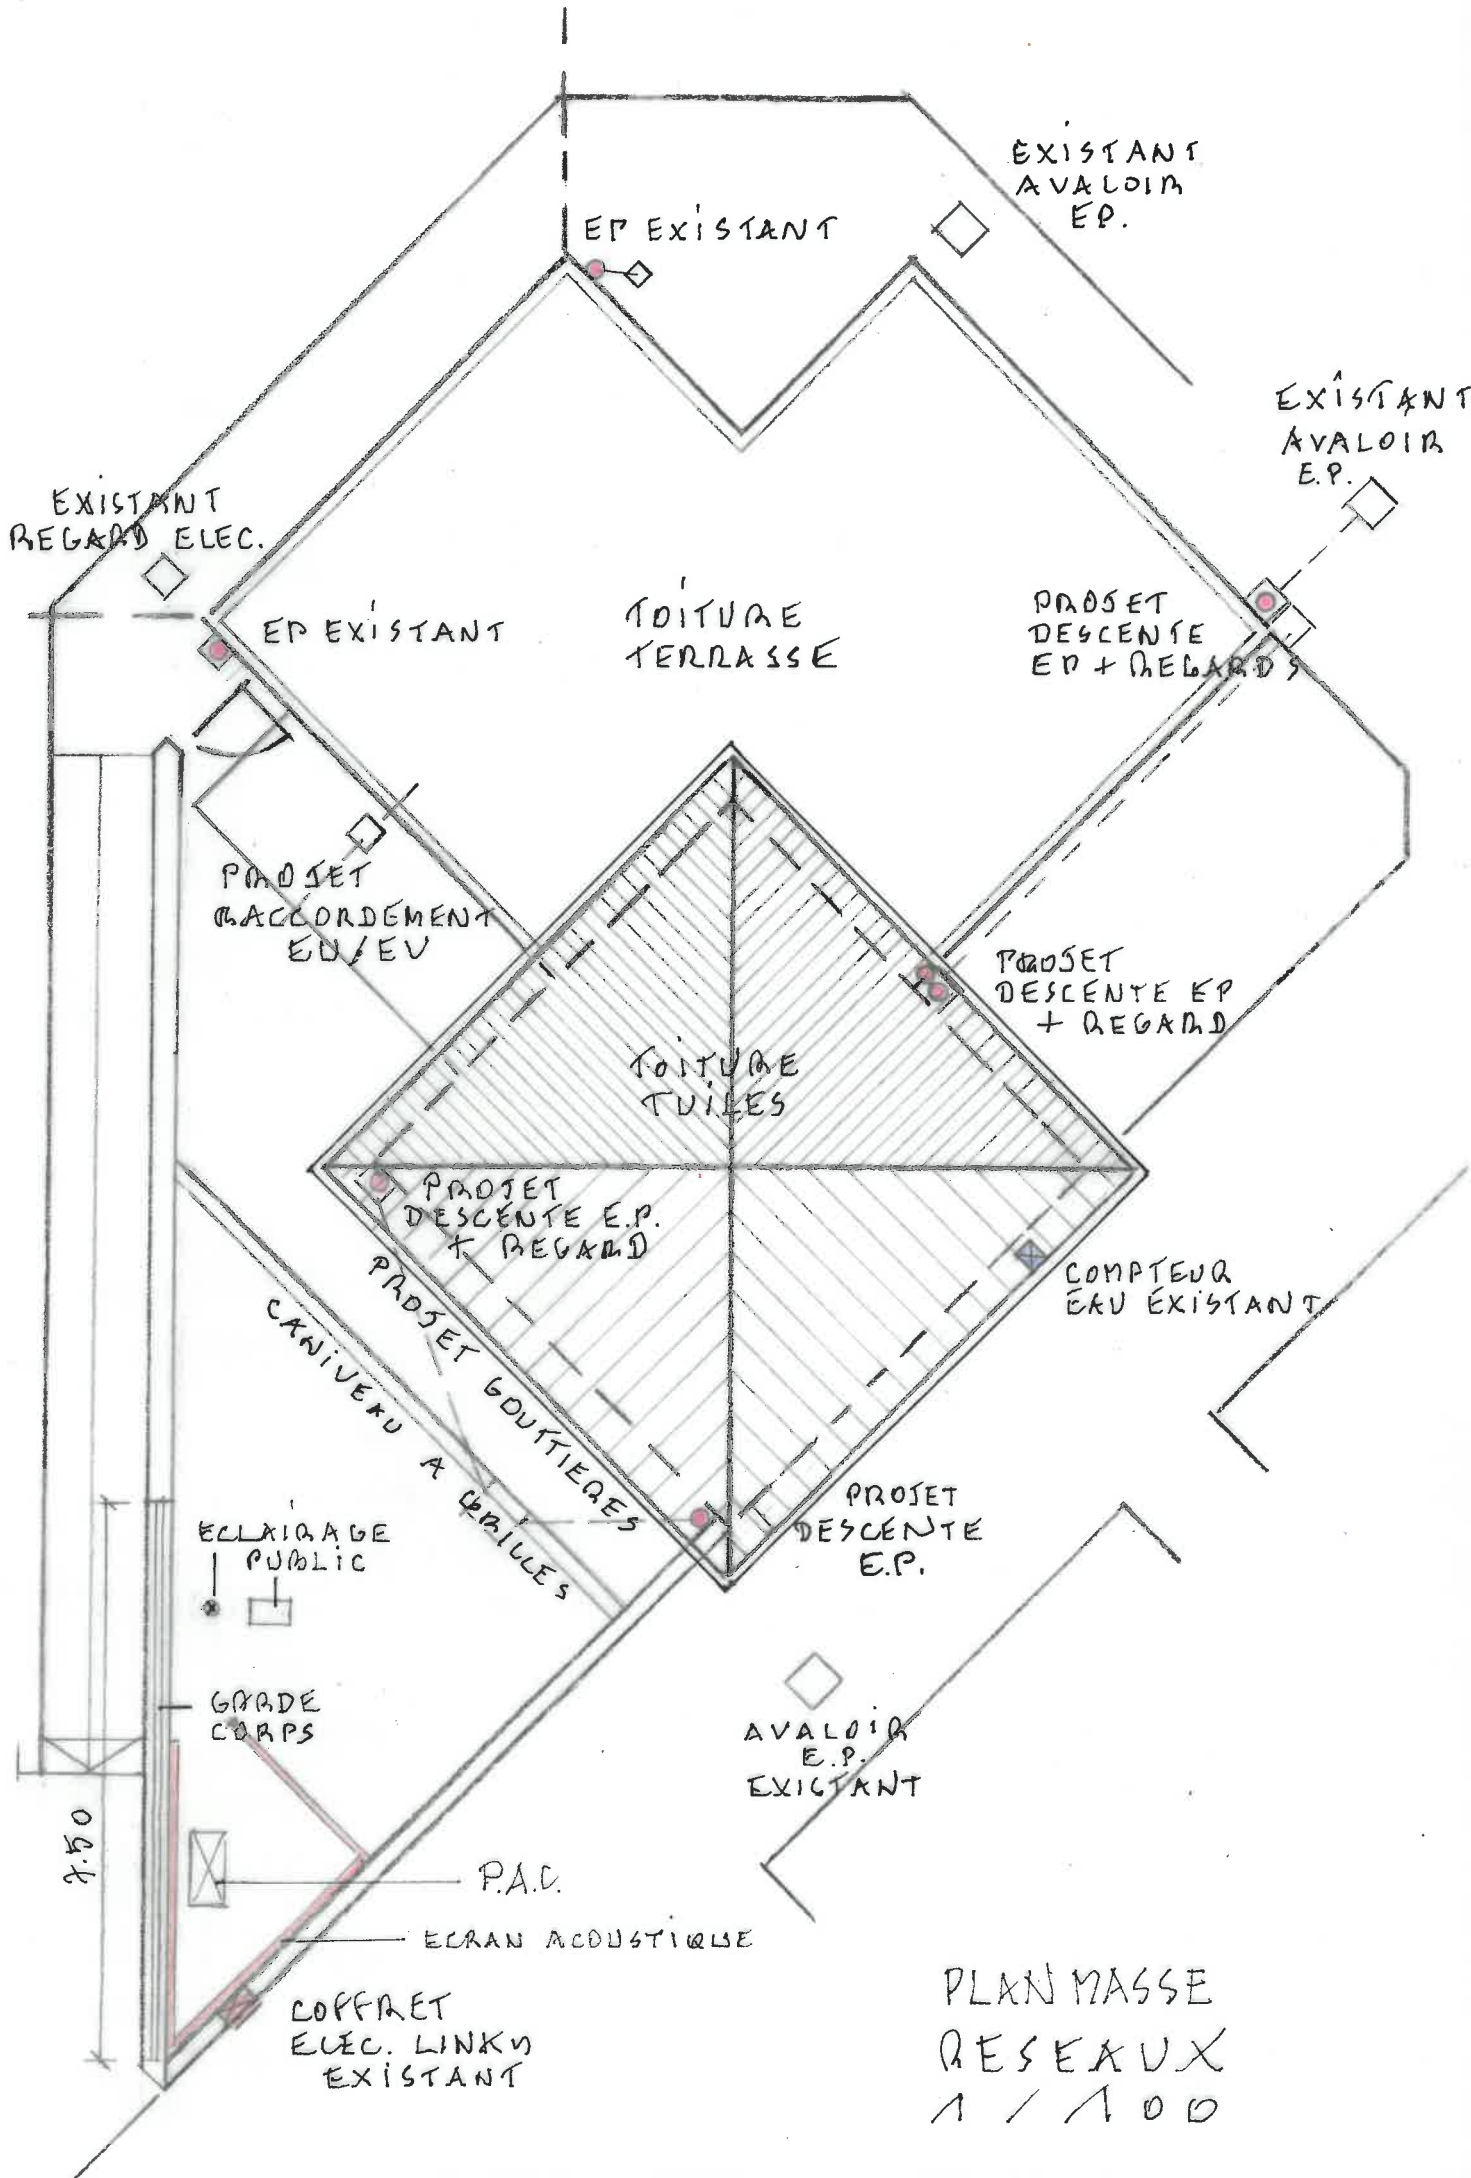 EXISTANT
AVALOIR
EP.
EP EXISTANT
EXISTANT
AVALOIR
E.P.
EXISTANT
REGARD ELEC.
EP EXISTANT
TOITURE
TERRASSE
PROJET
DESCENTE
EP + REGARDS
PROJET
RACCORDEMENT
EU/EV
PROJET
DESCENTE EP
+ REGARD
TOITURE
TUILES
PROJET
DESCENTE E.P.
+ REGARD
PROJET GOUTTIERES
CANIVEAU A GRILLES
COMPTEUR
EAU EXISTANT
PROJET
DESCENTE
E.P.
ECLAIRAGE
PUBLIC
GARDE
CORPS
AVALOIR
E.P.
EXISTANT
7.50
P.A.C.
ECRAN ACOUSTIQUE
COFFRET
ELEC. LINKY
EXISTANT
PLAN MASSE
RESEAUX
1 / 100